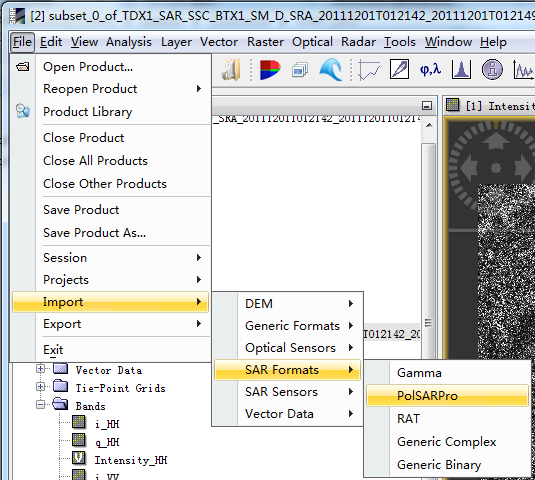 [2] subset_0_of_TDX1_SAR_SSC_BTX1_SM_D_SRA_20111201T012142_20111201T012149
File Edit View Analysis Layer Vector Raster Optical Radar Tools Window Help
Open Product...
Reopen Product
Product Library
Close Product
Close All Products
Close Other Products
Save Product
Save Product As...
Session
Projects
Import
Export
Exit
DEM
Generic Formats
Optical Sensors
SAR Formats
SAR Sensors
Vector Data
Gamma
PolSARPro
RAT
Generic Complex
Generic Binary
φ,λ
_SRA_20111201T012142_20111201T01214
[1] Intensit
T012142_20
Vector Data
Tie-Point Grids
Bands
i_HH
q_HH
Intensity_HH